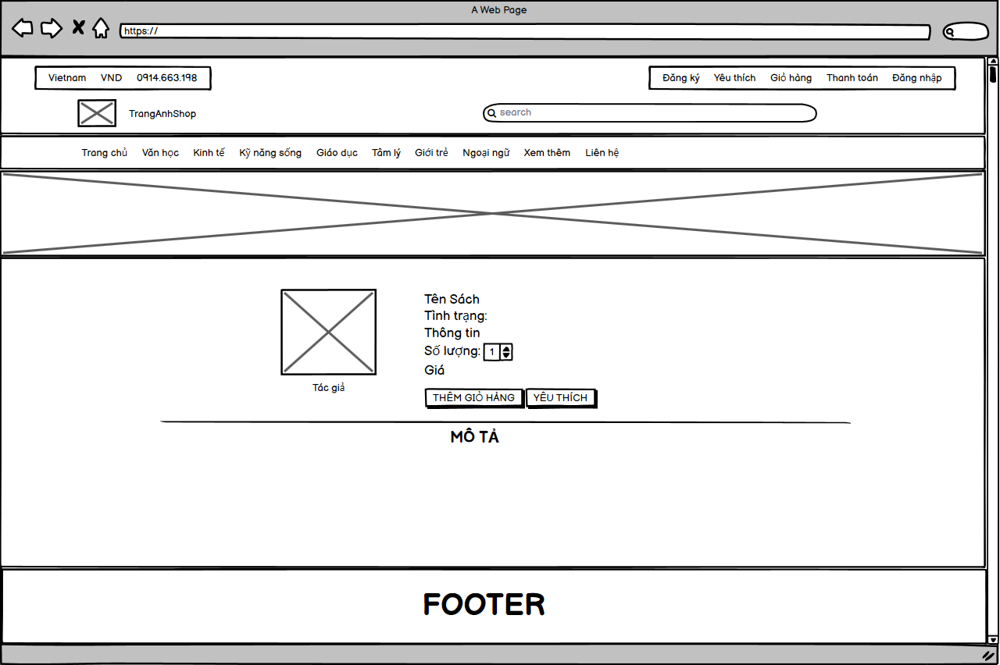 A Web Page
https://
Vietnam VND 0914.663.198
Đăng ký Yêu thích Giỏ hàng Thanh toán Đăng nhập
TrangAnhShop
search
Trang chủ Văn học Kinh tế Kỹ năng sống Giáo dục Tâm lý Giới trẻ Ngoại ngữ Xem thêm Liên hệ
Tên Sách
Tình trạng:
Thông tin
Số lượng: 1
Giá
Tác giả
THÊM GIỎ HÀNG YÊU THÍCH
MÔ TẢ
FOOTER